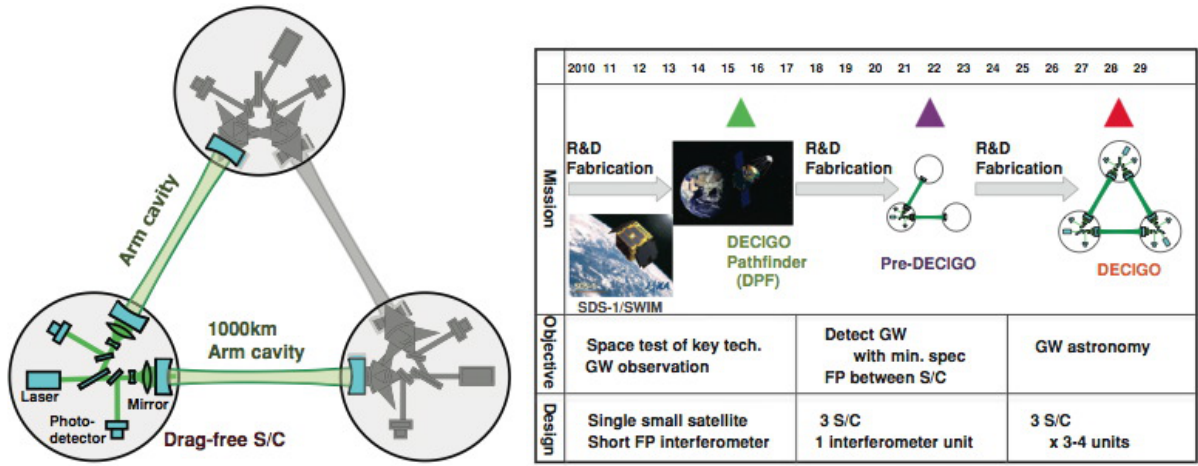 Arm cavity
1000km
Arm cavity
Laser
Mirror
Photo-
detector
Drag-free S/C
2010 11 12 13 14 15 16 17 18 19 20 21 22 23 24 25 26 27 28 29
Mission
R&D
Fabrication
R&D
Fabrication
R&D
Fabrication
SDS-1
JAXA
SDS-1/SWIM
DECIGO
Pathfinder
(DPF)
Pre-DECIGO
DECIGO
Objective
Space test of key tech.
GW observation
Detect GW
with min. spec
FP between S/C
GW astronomy
Design
Single small satellite
Short FP interferometer
3 S/C
1 interferometer unit
3 S/C
x 3-4 units